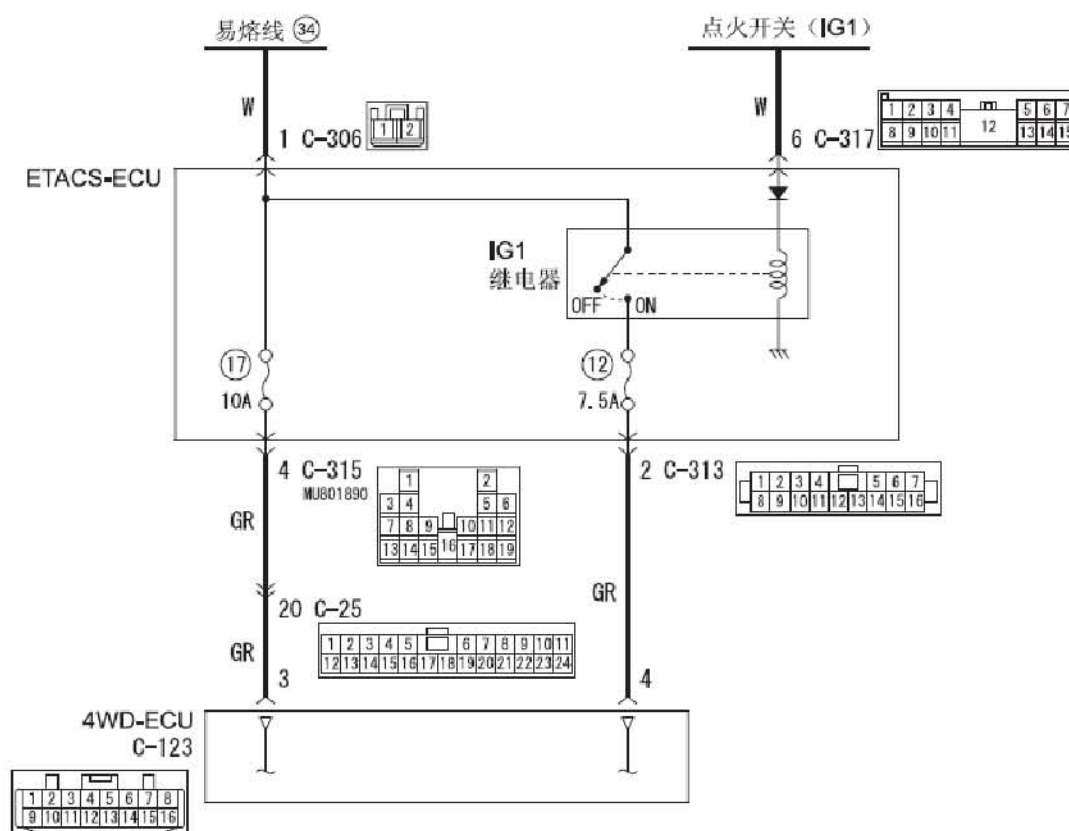 易熔线 ㉞
点火开关（IG1）
W
W
1 C-306
1 2
6 C-317
1 2 3 4 5 6 7
8 9 10 11 12 13 14 15
ETACS-ECU
IG1
继电器
OFF ON
⑰
10A
⑫
7.5A
4 C-315
MU801890
1 2
3 4 5 6
7 8 9 10 11 12
13 14 15 16 17 18 19
2 C-313
1 2 3 4 5 6 7
8 9 10 11 12 13 14 15 16
GR
GR
20 C-25
1 2 3 4 5 6 7 8 9 10 11
12 13 14 15 16 17 18 19 20 21 22 23 24
GR
3
4
4WD-ECU
C-123
1 2 3 4 5 6 7 8
9 10 11 12 13 14 15 16